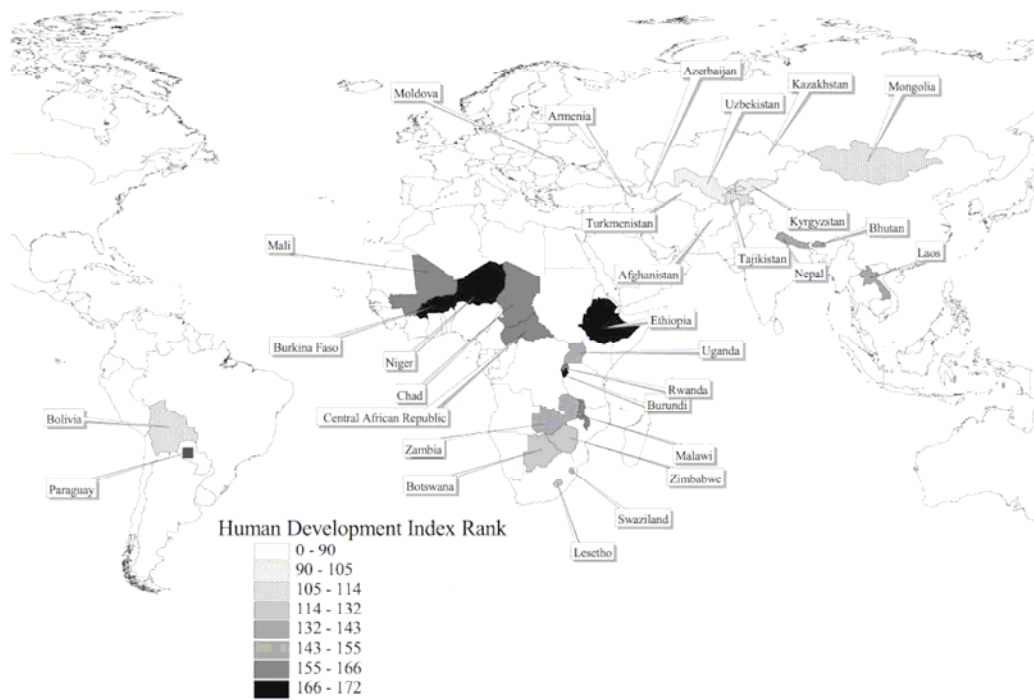 Azerbaijan
Moldova
Kazakhstan
Mongolia
Uzbekistan
Armenia
Turkmenistan
Kyrgyzstan
Bhutan
Mali
Tajikistan
Laos
Afghanistan
Nepal
Ethiopia
Burkina Faso
Uganda
Niger
Rwanda
Chad
Burundi
Central African Republic
Bolivia
Zambia
Malawi
Zimbabwe
Botswana
Paraguay
Swaziland
Lesetho
Human Development Index Rank
0 - 90
90 - 105
105 - 114
114 - 132
132 - 143
143 - 155
155 - 166
166 - 172